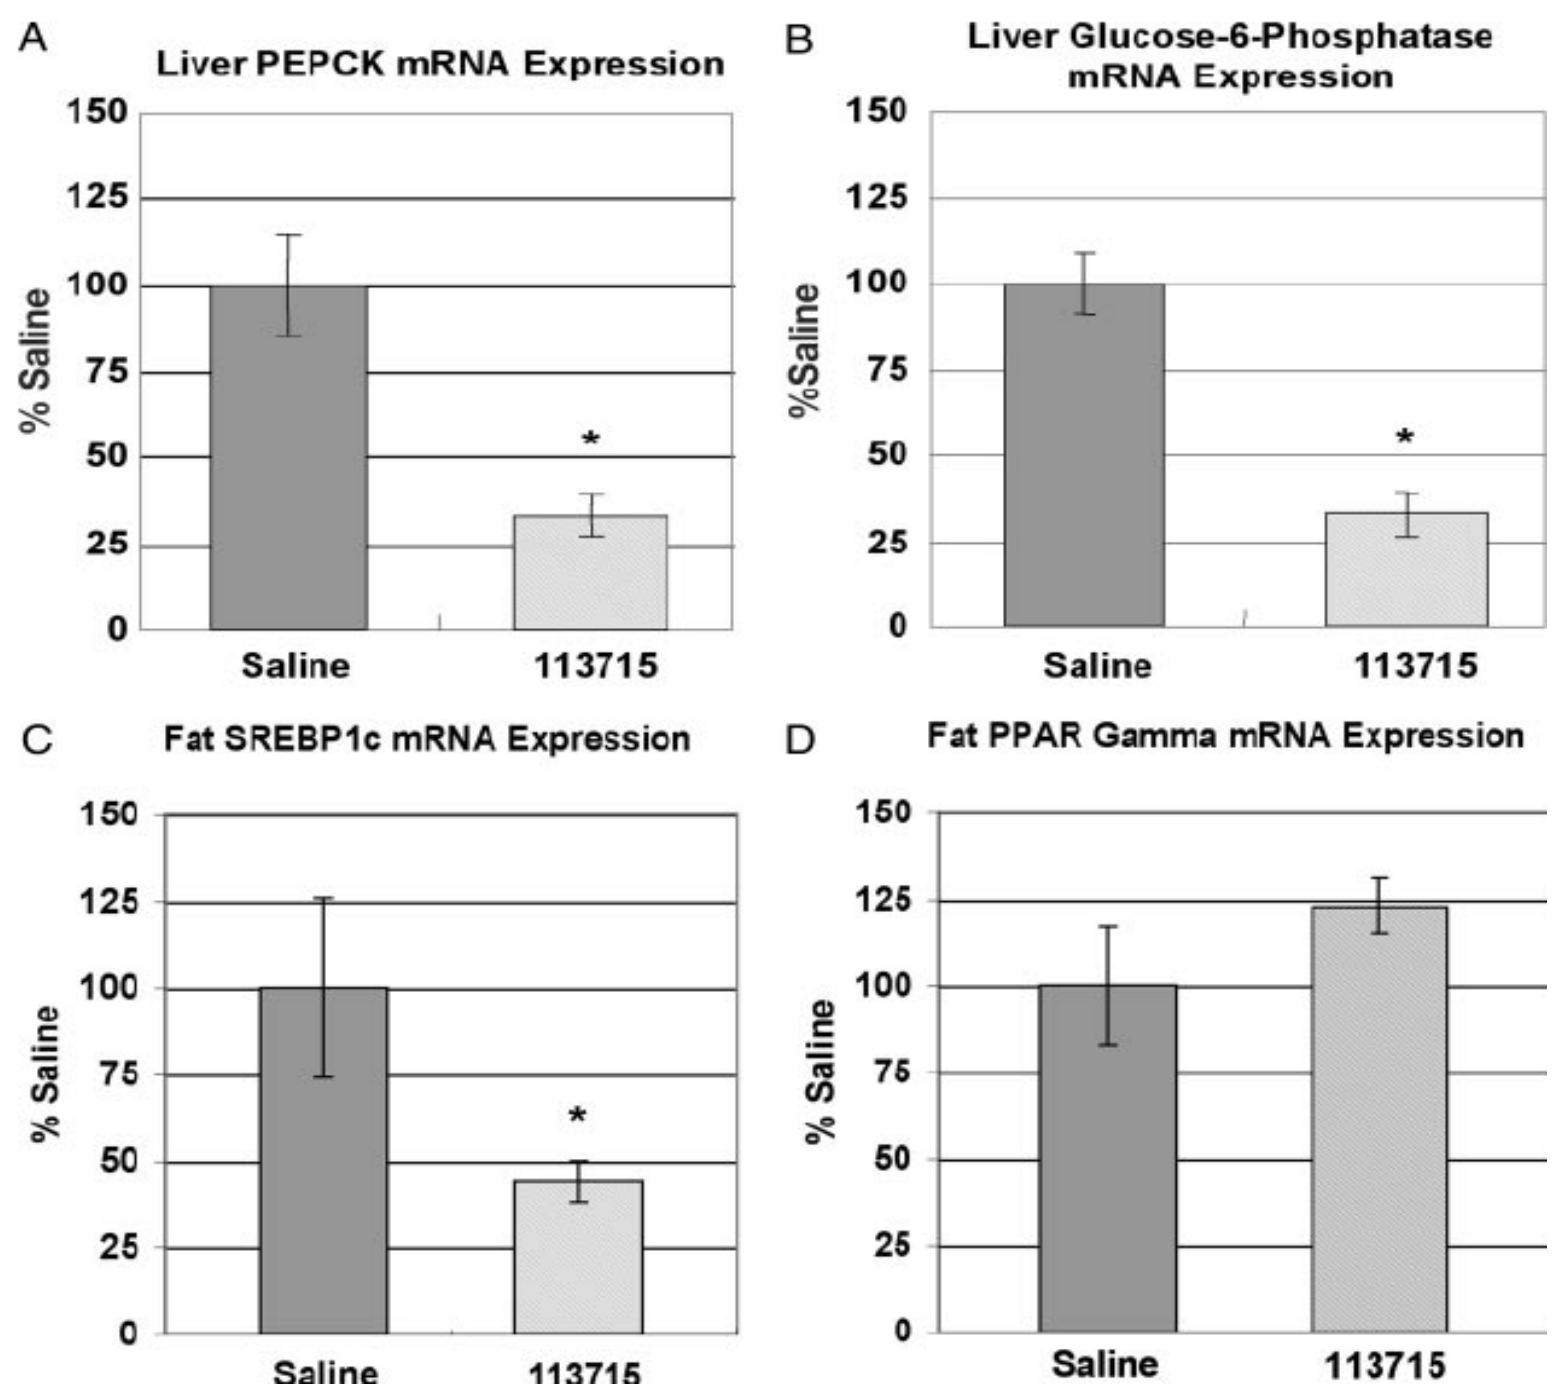 A
Liver PEPCK mRNA Expression
150
125
100
75
50
25
0
% Saline
*
Saline 113715
B
Liver Glucose-6-Phosphatase
mRNA Expression
150
125
100
75
50
25
0
%Saline
*
Saline 113715
C
Fat SREBP1c mRNA Expression
150
125
100
75
50
25
0
% Saline
*
Saline 113715
D
Fat PPAR Gamma mRNA Expression
150
125
100
75
50
25
0
% Saline
Saline 113715